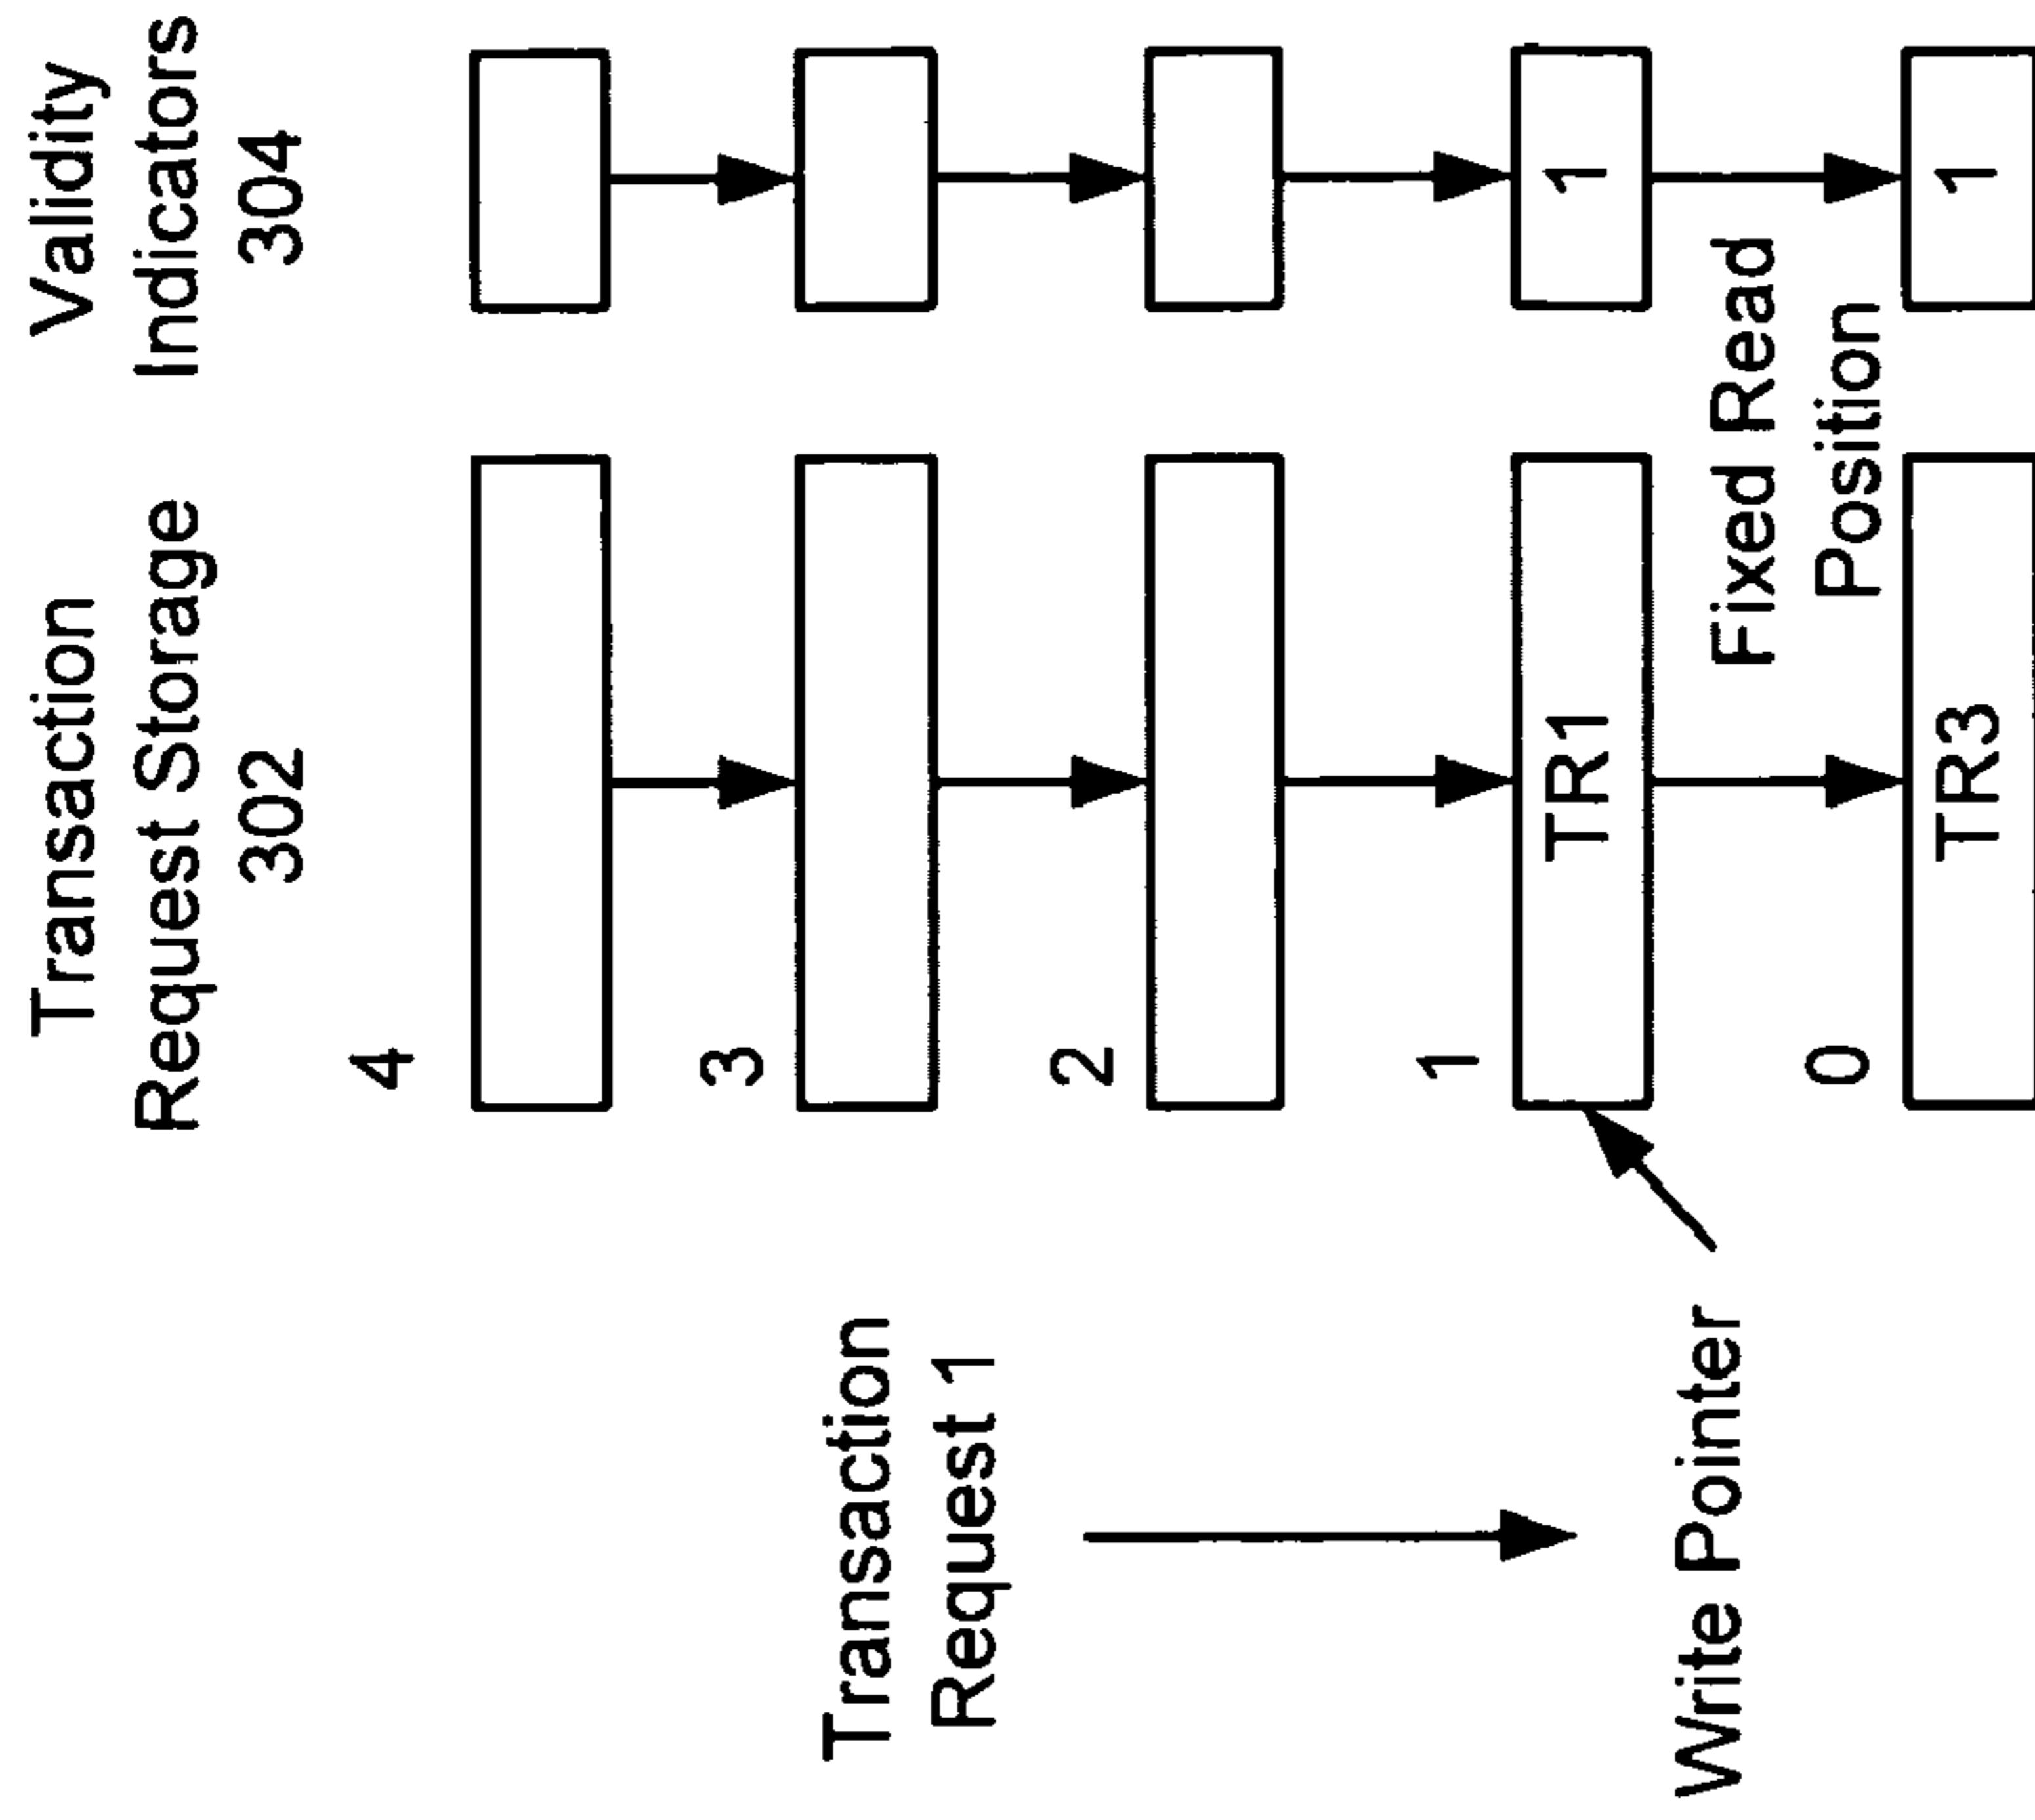 Transaction
Request Storage
302
Validity
Indicators
304
4
3
Transaction
Request 1
2
1
TR1
1
Write Pointer
Fixed Read
Position
0
TR3
1